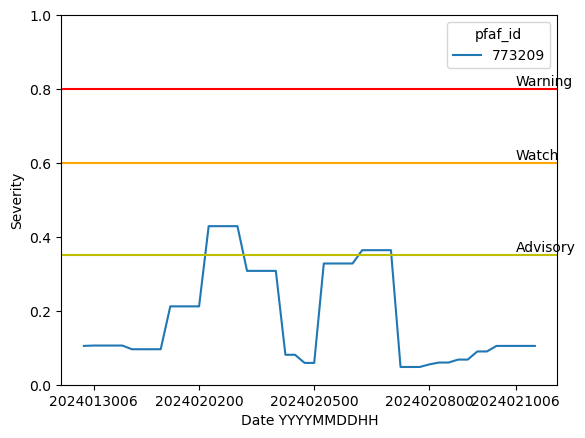 1.0
0.8
0.6
0.4
0.2
0.0
Severity
pfaf_id
773209
Warning
Watch
Advisory
2024013006
2024020200
2024020500
2024020800
2024021006
Date YYYYMMDDHH